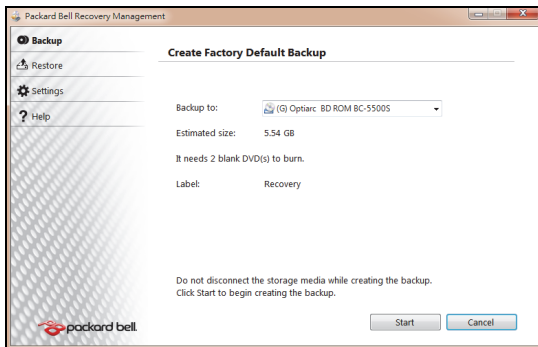 Packard Bell Recovery Management
Backup
Restore
Settings
Help
Create Factory Default Backup
Backup to: (G) Optiarc BD ROM BC-5500S
Estimated size: 5.54 GB
It needs 2 blank DVD(s) to burn.
Label: Recovery
Do not disconnect the storage media while creating the backup.
Click Start to begin creating the backup.
packard bell.
Start Cancel